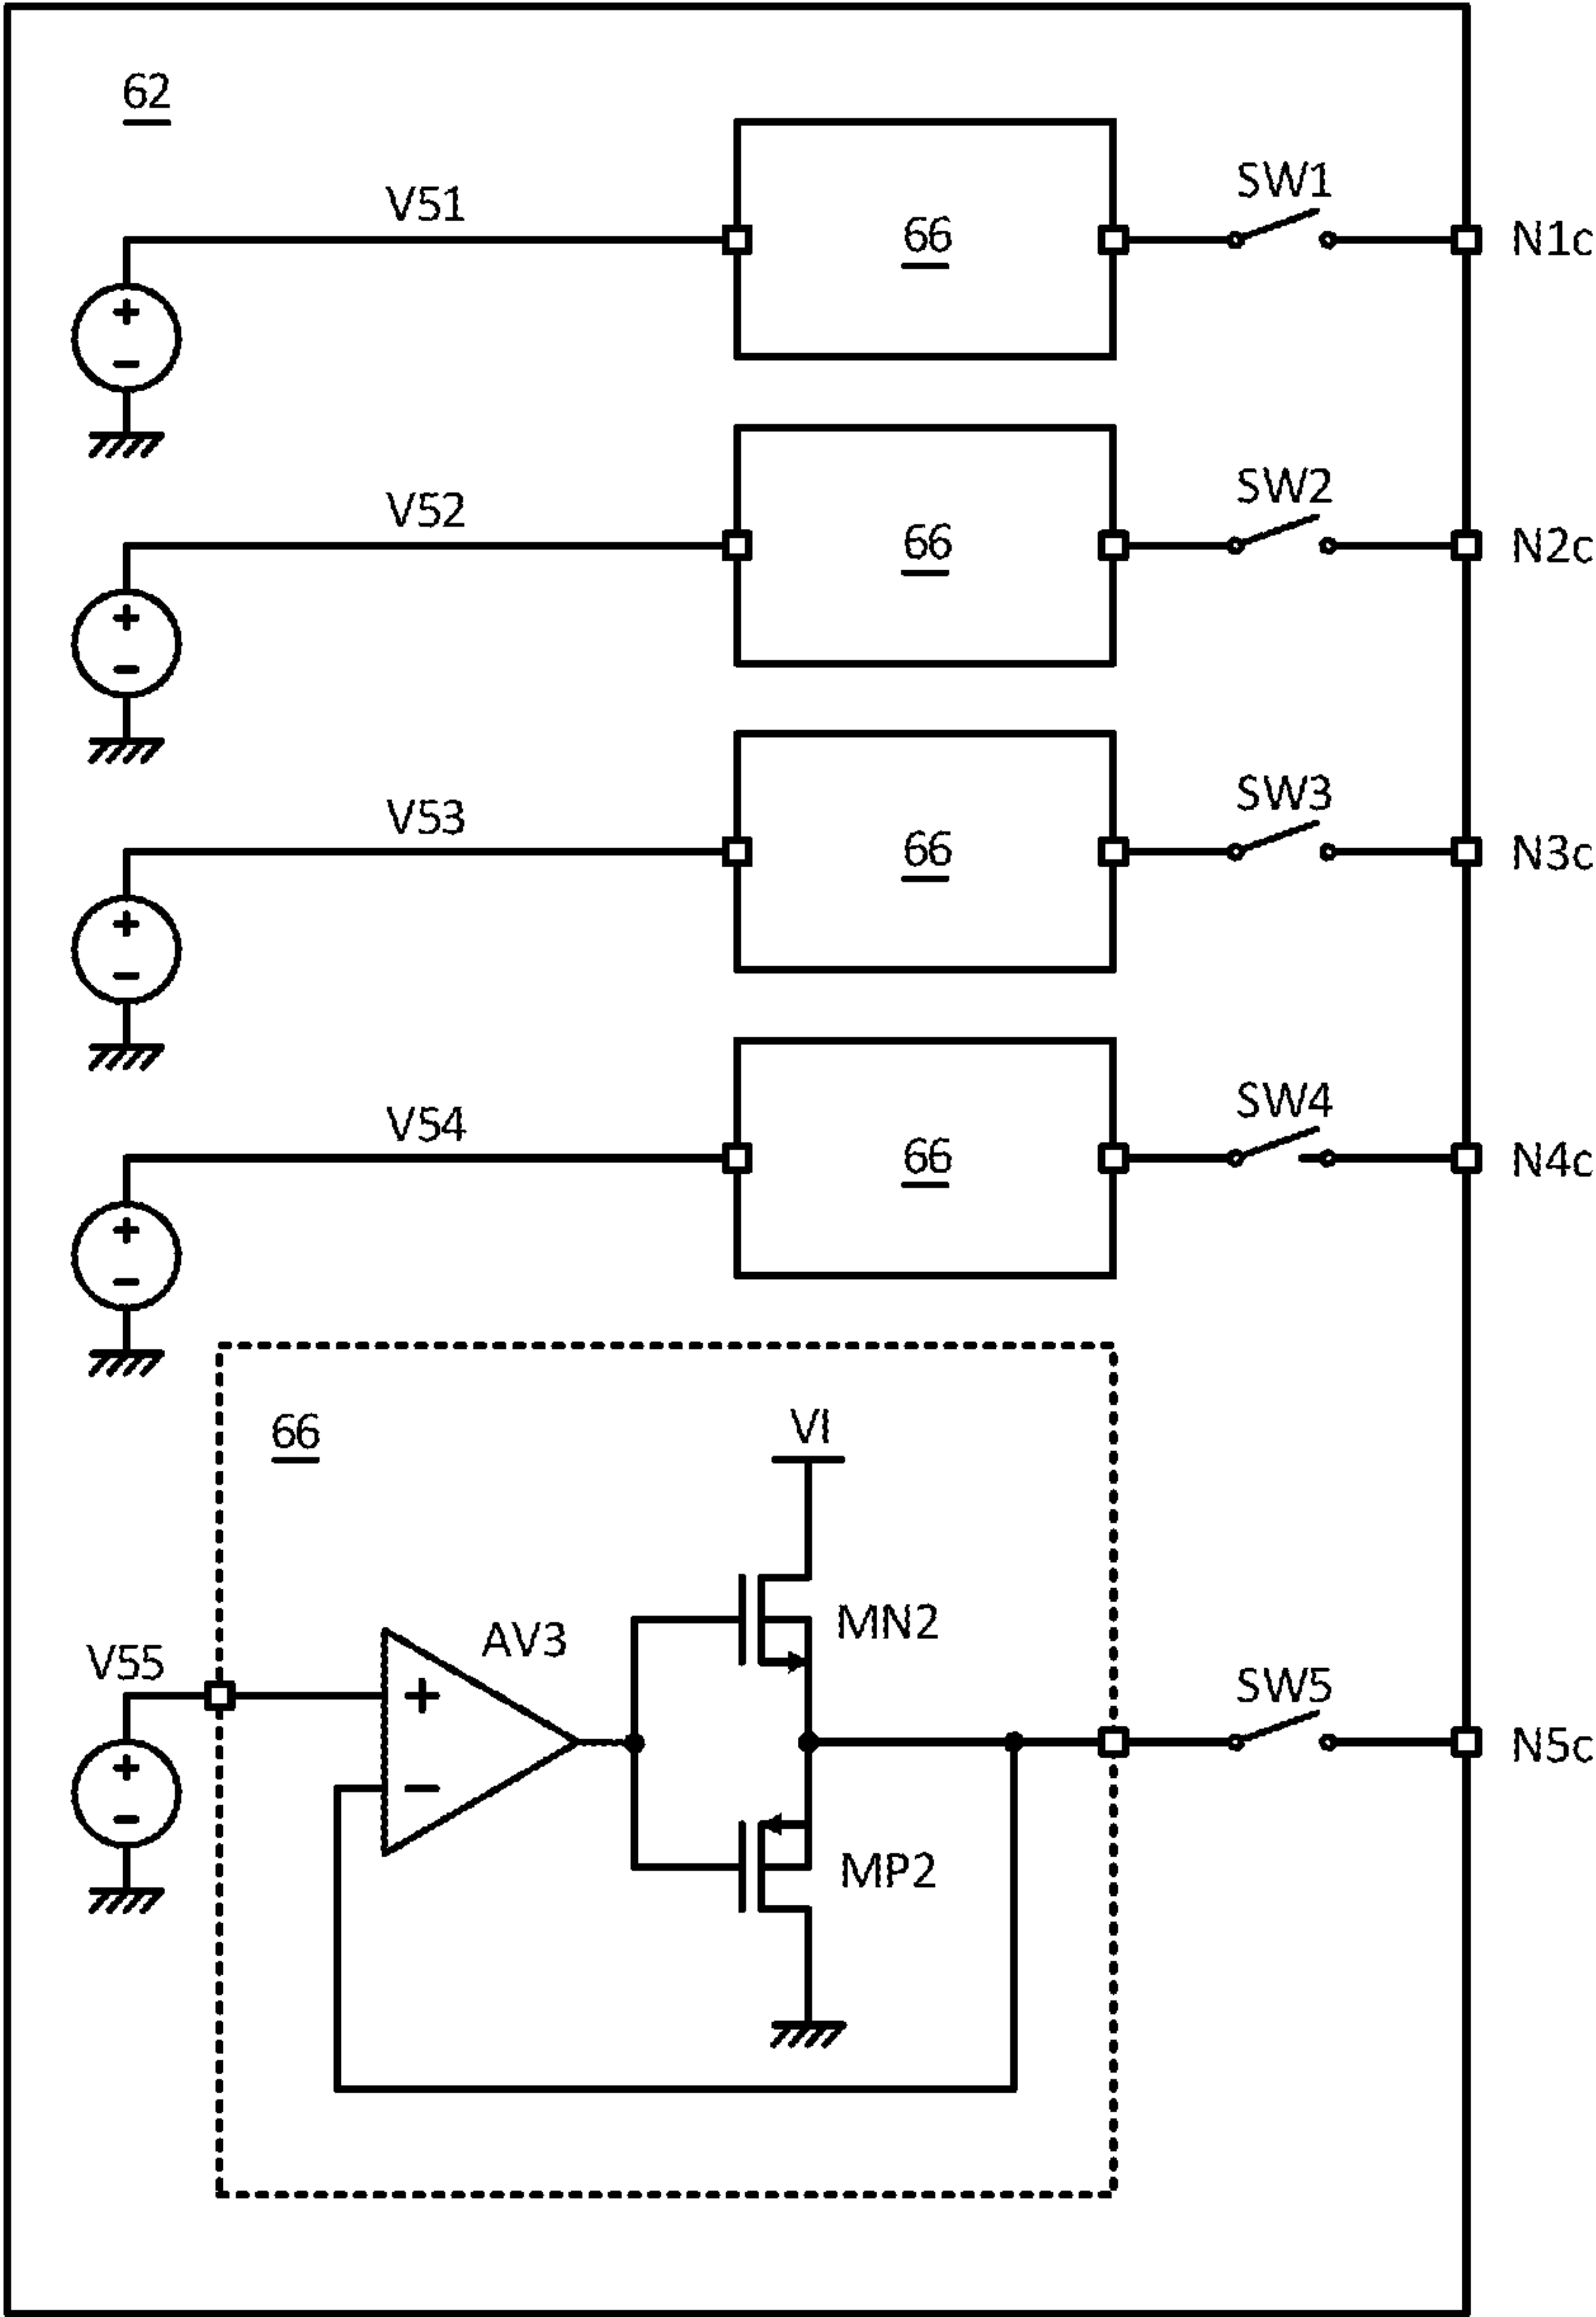 62
V51
66
SW1
N1c
+
−
V52
66
SW2
N2c
+
−
V53
66
SW3
N3c
+
−
V54
66
SW4
N4c
+
−
66
VI
MN2
AV3
V55
+
SW5
N5c
+
−
−
MP2